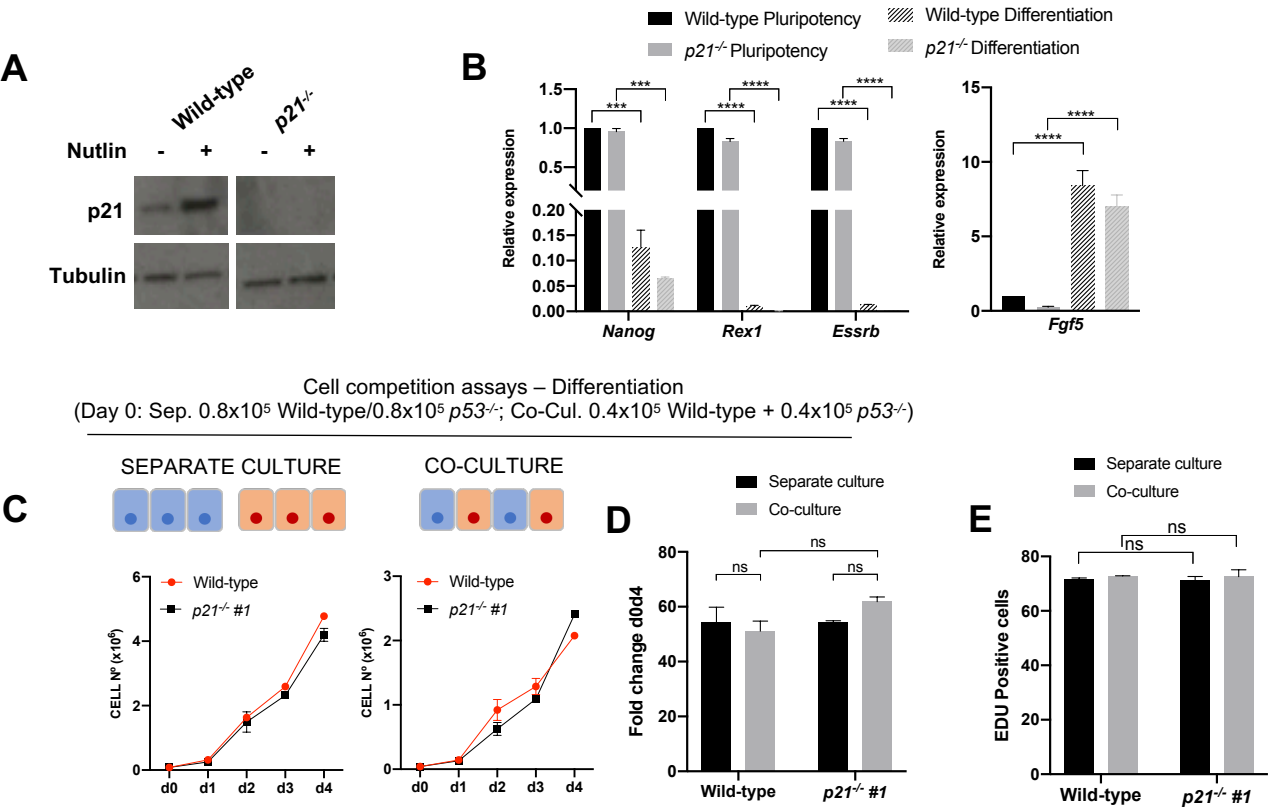 A
Wild-type
p21-/-
Nutlin - + - +
p21
Tubulin
B
Wild-type Pluripotency
p21-/- Pluripotency
Wild-type Differentiation
p21-/- Differentiation
Relative expression
1.5
1.0
0.5
0.20
0.15
0.10
0.05
0.00
*** ***
**** ****
**** ****
Nanog Rex1 Essrb
Relative expression
15
10
5
0
****
****
Fgf5
Cell competition assays – Differentiation
(Day 0: Sep. 0.8x10⁵ Wild-type/0.8x10⁵ p53-/-; Co-Cul. 0.4x10⁵ Wild-type + 0.4x10⁵ p53-/-)
C
SEPARATE CULTURE
CO-CULTURE
CELL Nº (x10⁶)
6
4
2
0
Wild-type
p21-/- #1
d0 d1 d2 d3 d4
CELL Nº (x10⁶)
3
2
1
0
Wild-type
p21-/- #1
d0 d1 d2 d3 d4
D
Separate culture
Co-culture
Fold change d0d4
80
60
40
20
0
ns
ns
ns
Wild-type p21-/- #1
E
Separate culture
Co-culture
EDU Positive cells
80
60
40
20
0
ns
ns
Wild-type p21-/- #1